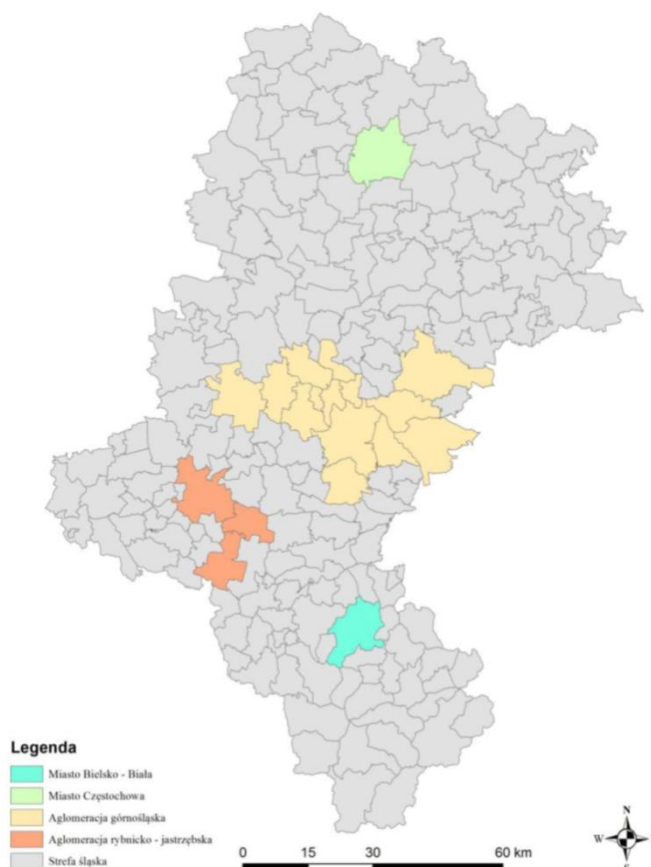 Legenda
Miasto Bielsko - Biała
Miasto Częstochowa
Aglomeracja górnośląska
Aglomeracja rybnicko - jastrzębska
Strefa śląska
0 15 30 60 km
N
W E